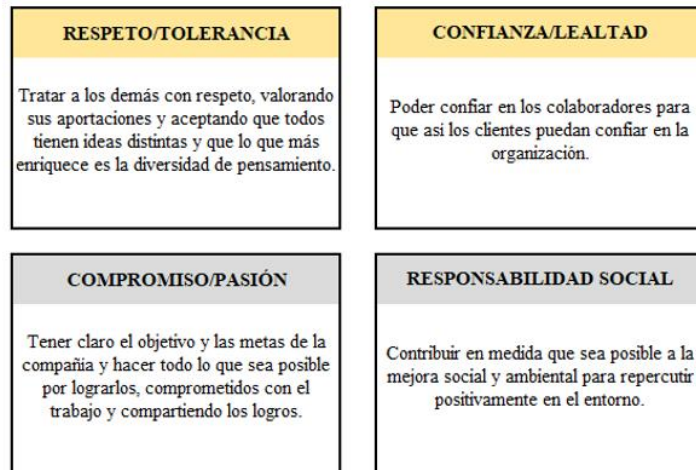 RESPETO/TOLERANCIA
Tratar a los demás con respeto, valorando
sus aportaciones y aceptando que todos
tienen ideas distintas y que lo que más
enriquece es la diversidad de pensamiento.
CONFIANZA/LEALTAD
Poder confiar en los colaboradores para
que así los clientes puedan confiar en la
organización.
COMPROMISO/PASIÓN
Tener claro el objetivo y las metas de la
compañía y hacer todo lo que sea posible
por lograrlos, comprometidos con el
trabajo y compartiendo los logros.
RESPONSABILIDAD SOCIAL
Contribuir en medida que sea posible a la
mejora social y ambiental para repercutir
positivamente en el entorno.